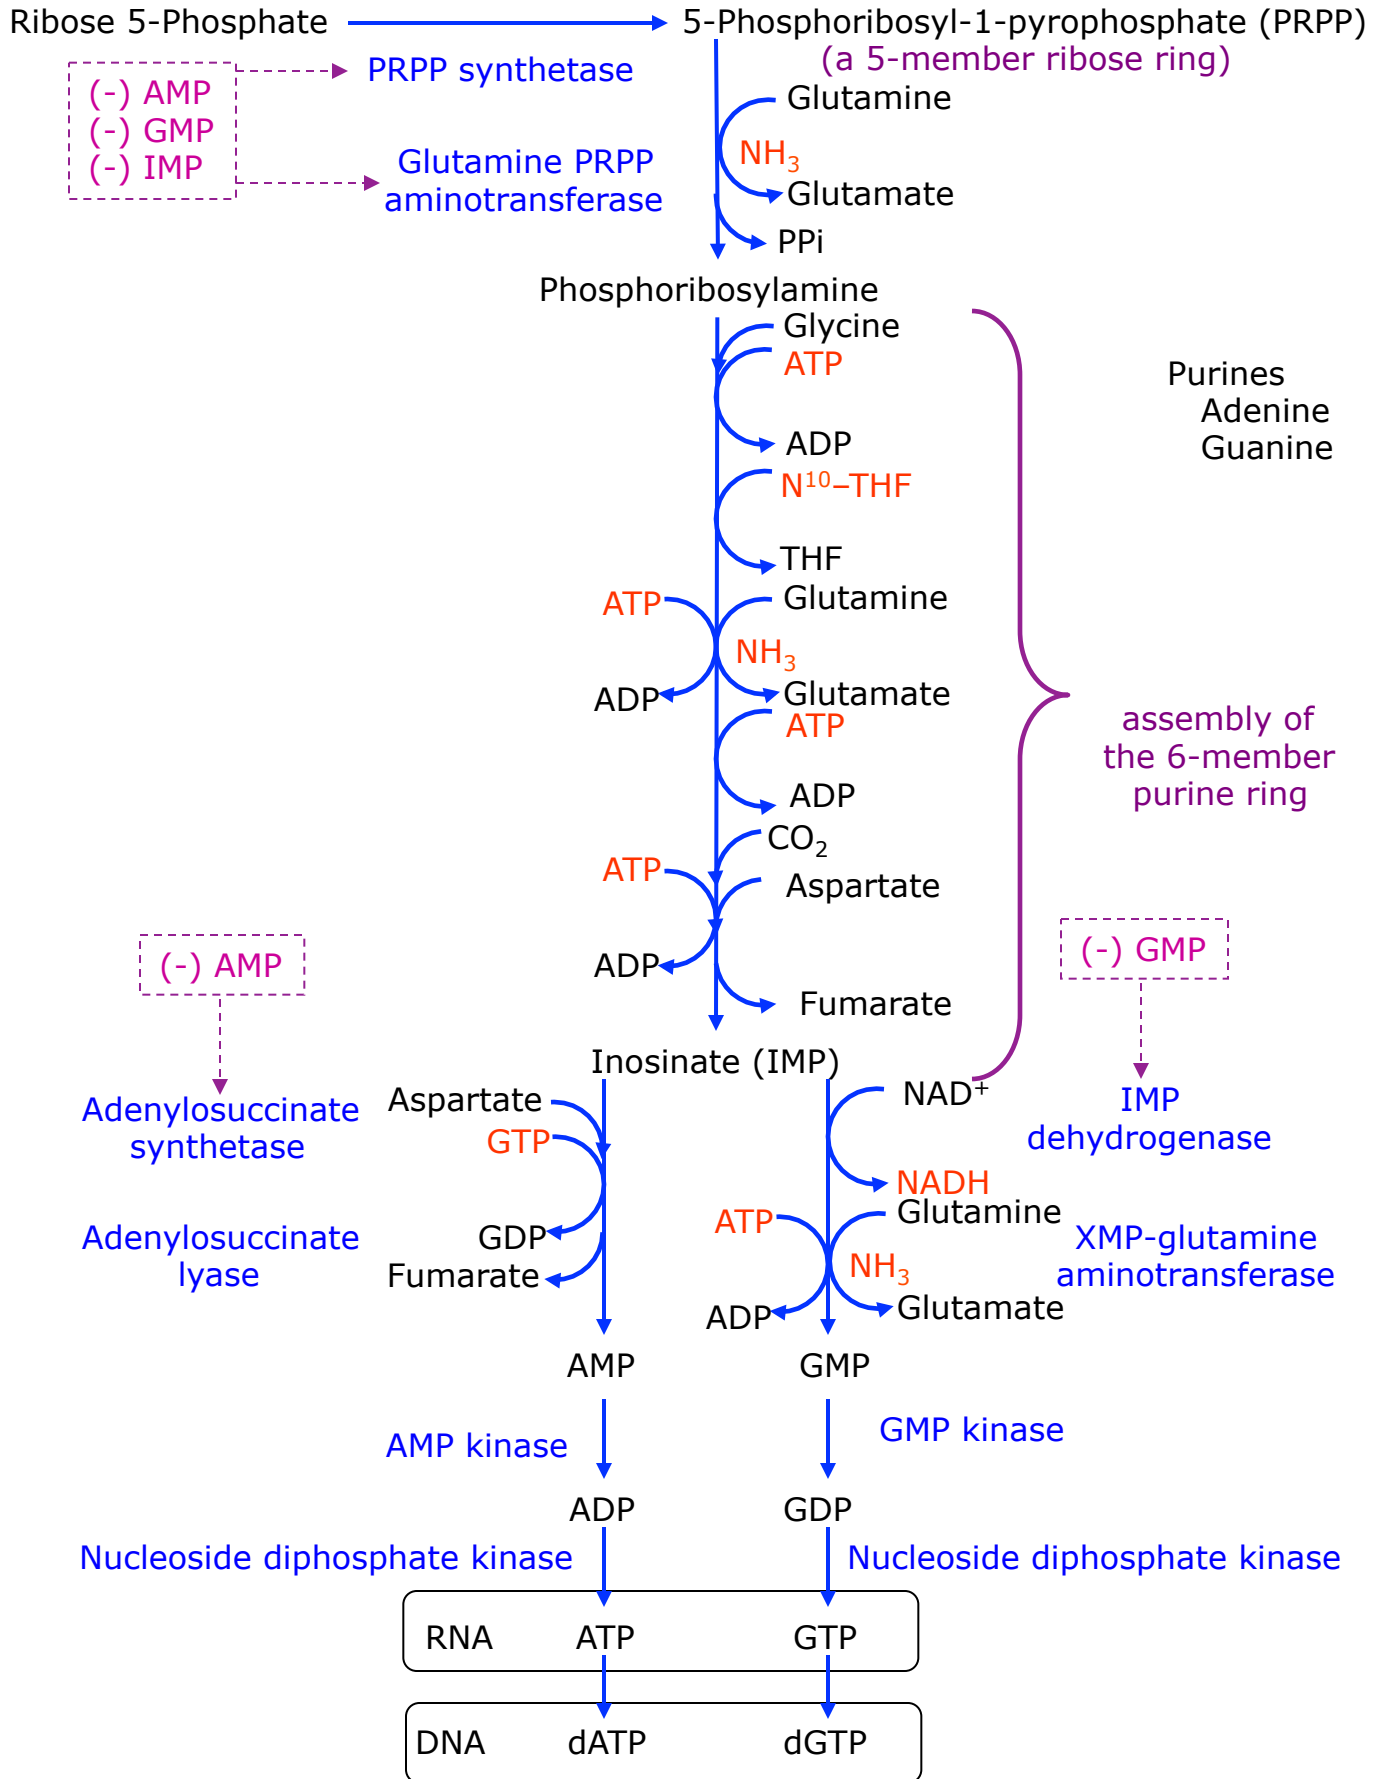 Ribose 5-Phosphate
5-Phosphoribosyl-1-pyrophosphate (PRPP)
(a 5-member ribose ring)
(-) AMP
(-) GMP
(-) IMP
PRPP synthetase
Glutamine PRPP
aminotransferase
Glutamine
NH₃
Glutamate
PPi
Phosphoribosylamine
Glycine
ATP
ADP
N¹⁰–THF
THF
ATP
Glutamine
NH₃
ADP
Glutamate
ATP
ADP
CO₂
ATP
Aspartate
ADP
Fumarate
Purines
Adenine
Guanine
assembly of
the 6-member
purine ring
(-) AMP
(-) GMP
Inosinate (IMP)
Adenylosuccinate
synthetase
Aspartate
GTP
NAD⁺
IMP
dehydrogenase
NADH
Adenylosuccinate
lyase
GDP
Fumarate
ATP
Glutamine
NH₃
ADP
Glutamate
XMP-glutamine
aminotransferase
AMP
GMP
AMP kinase
GMP kinase
ADP
GDP
Nucleoside diphosphate kinase
Nucleoside diphosphate kinase
RNA ATP GTP
DNA dATP dGTP